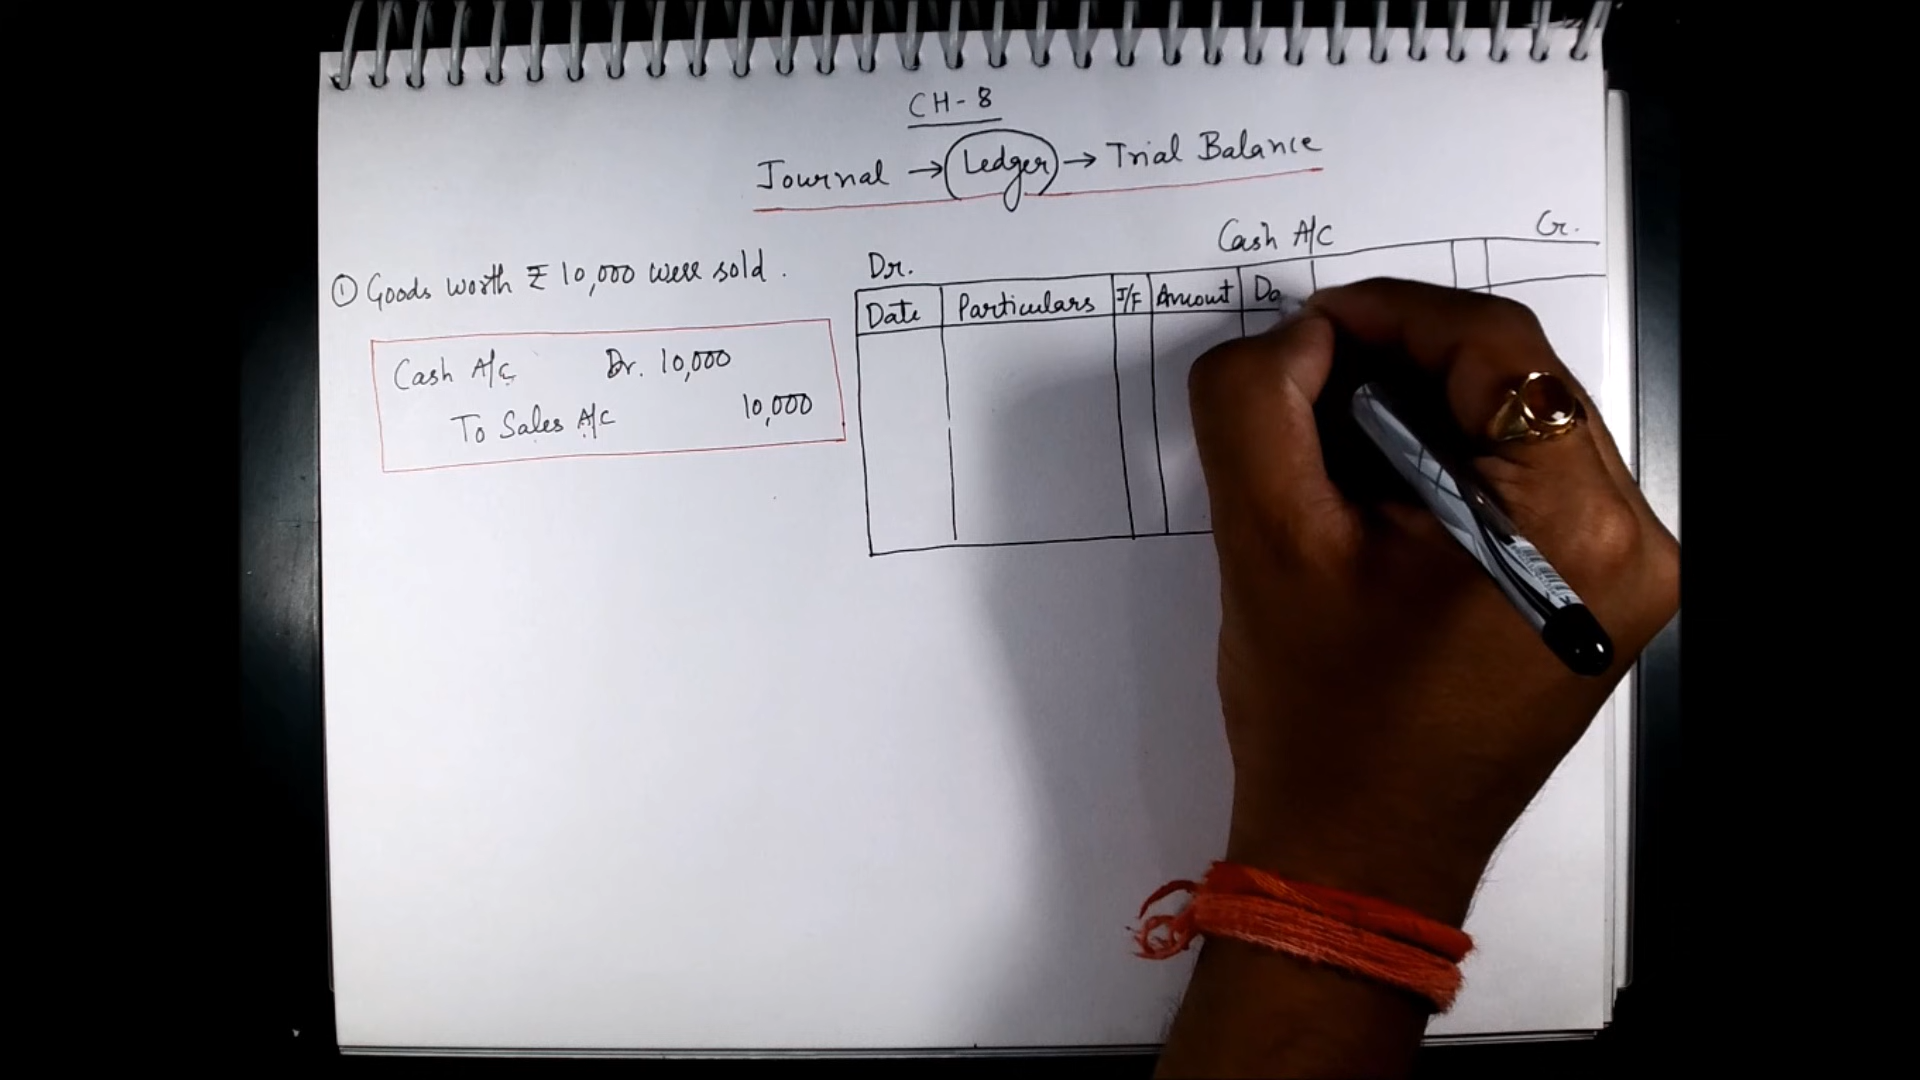 CH-8
Journal → Ledger → Trial Balance
① Goods worth ₹ 10,000 were sold.
Cash A/c Dr. 10,000
To Sales A/c 10,000
Cash A/c
Dr. Cr.
Date Particulars J/F Amount Da